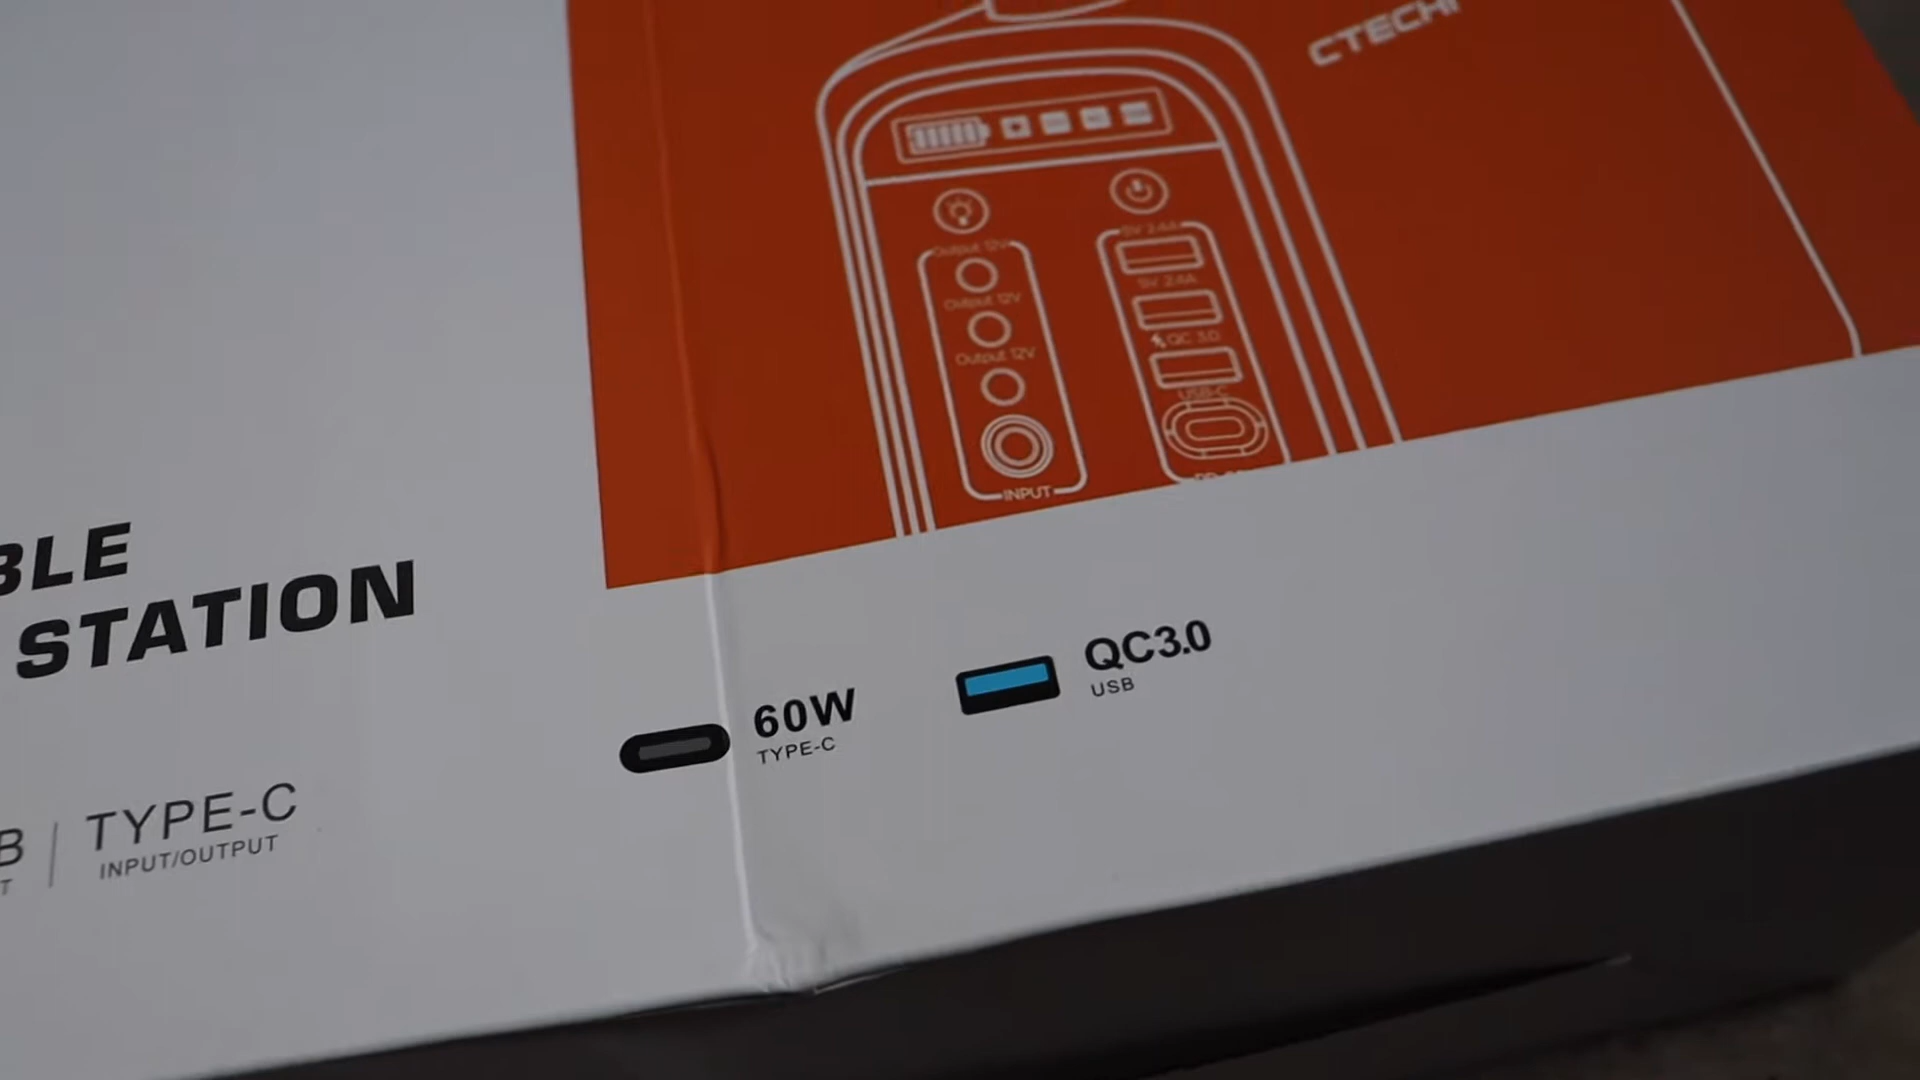 CTECHi
5V 2.4A
Output 12V
5V 2.4A
Output 12V
QC 3.0
Output 12V
USB-C
INPUT
BLE
STATION
QC3.0
USB
60W
TYPE-C
B | TYPE-C
T INPUT/OUTPUT